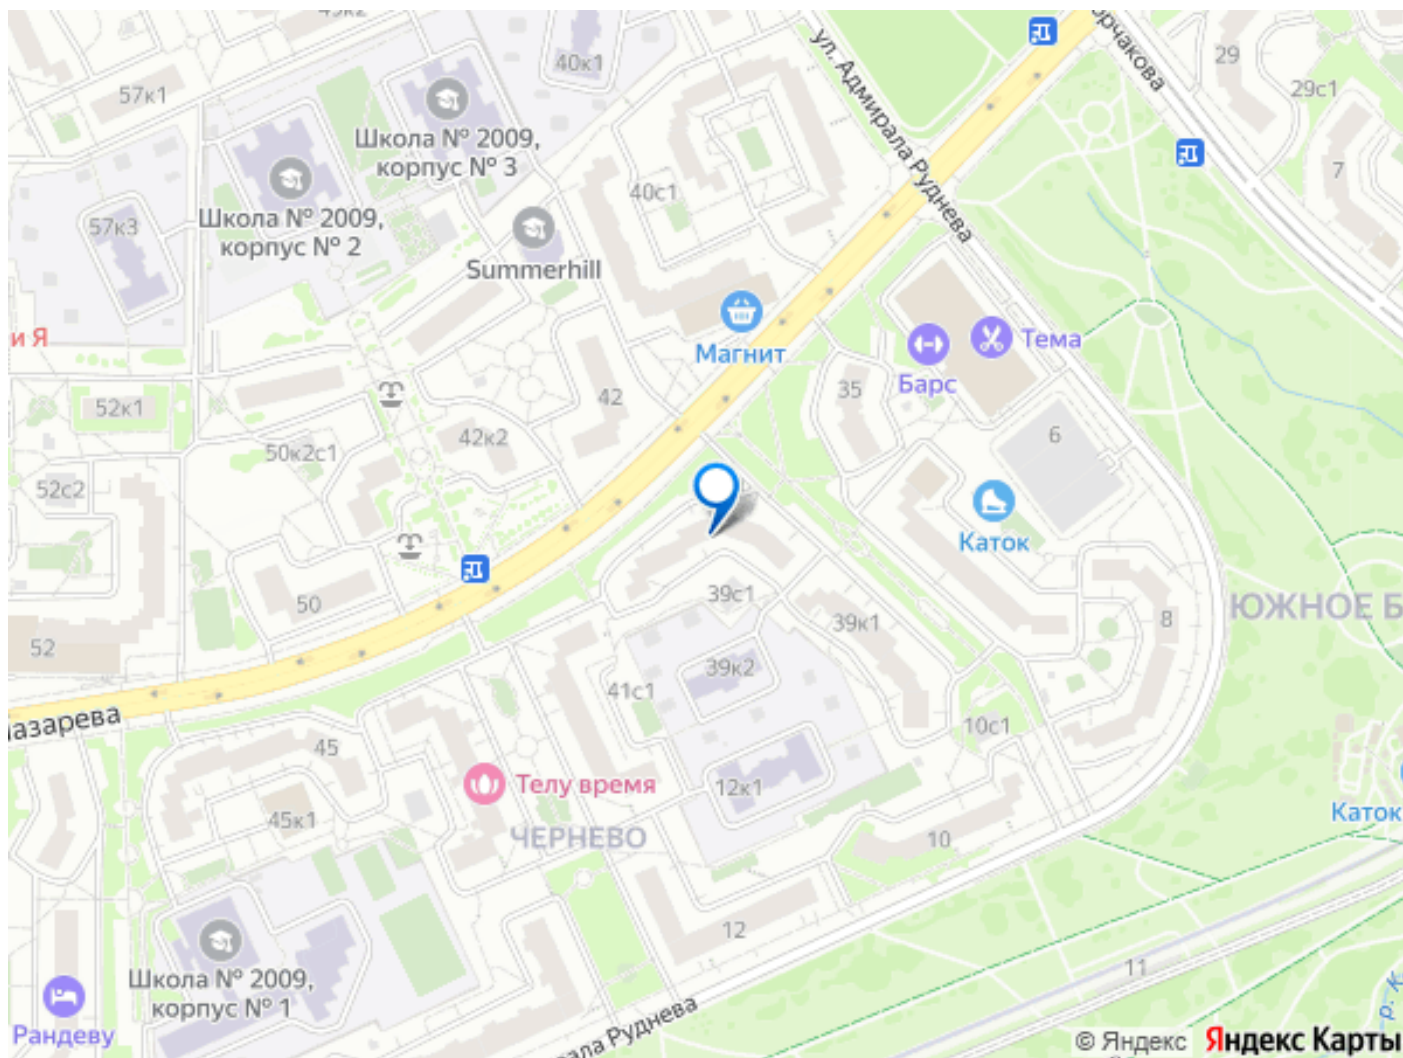 орчакова
40к1
29
29с1
57к1
ул. Адмирала Руднева
Школа № 2009,
корпус № 3
7
40с1
Школа № 2009,
корпус № 2
57к3
Summerhill
и Я
Магнит
Тема
Барс
35
42
52к1
42к2
50к2с1
6
52с2
Каток
39с1
50
ЮЖНОЕ Б
39к1
8
52
39к2
41с1
лазарева
10с1
45
Телу время
12к1
Каток
45к1
ЧЕРНЕВО
10
12
11
Школа № 2009,
корпус № 1
р. К
Рандеву
рала Руднева
© Яндекс Яндекс Карты